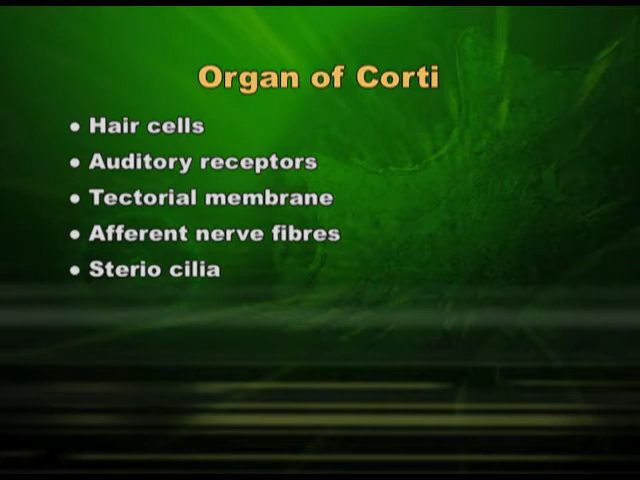 Organ of Corti
• Hair cells
• Auditory receptors
• Tectorial membrane
• Afferent nerve fibres
• Sterio cilia